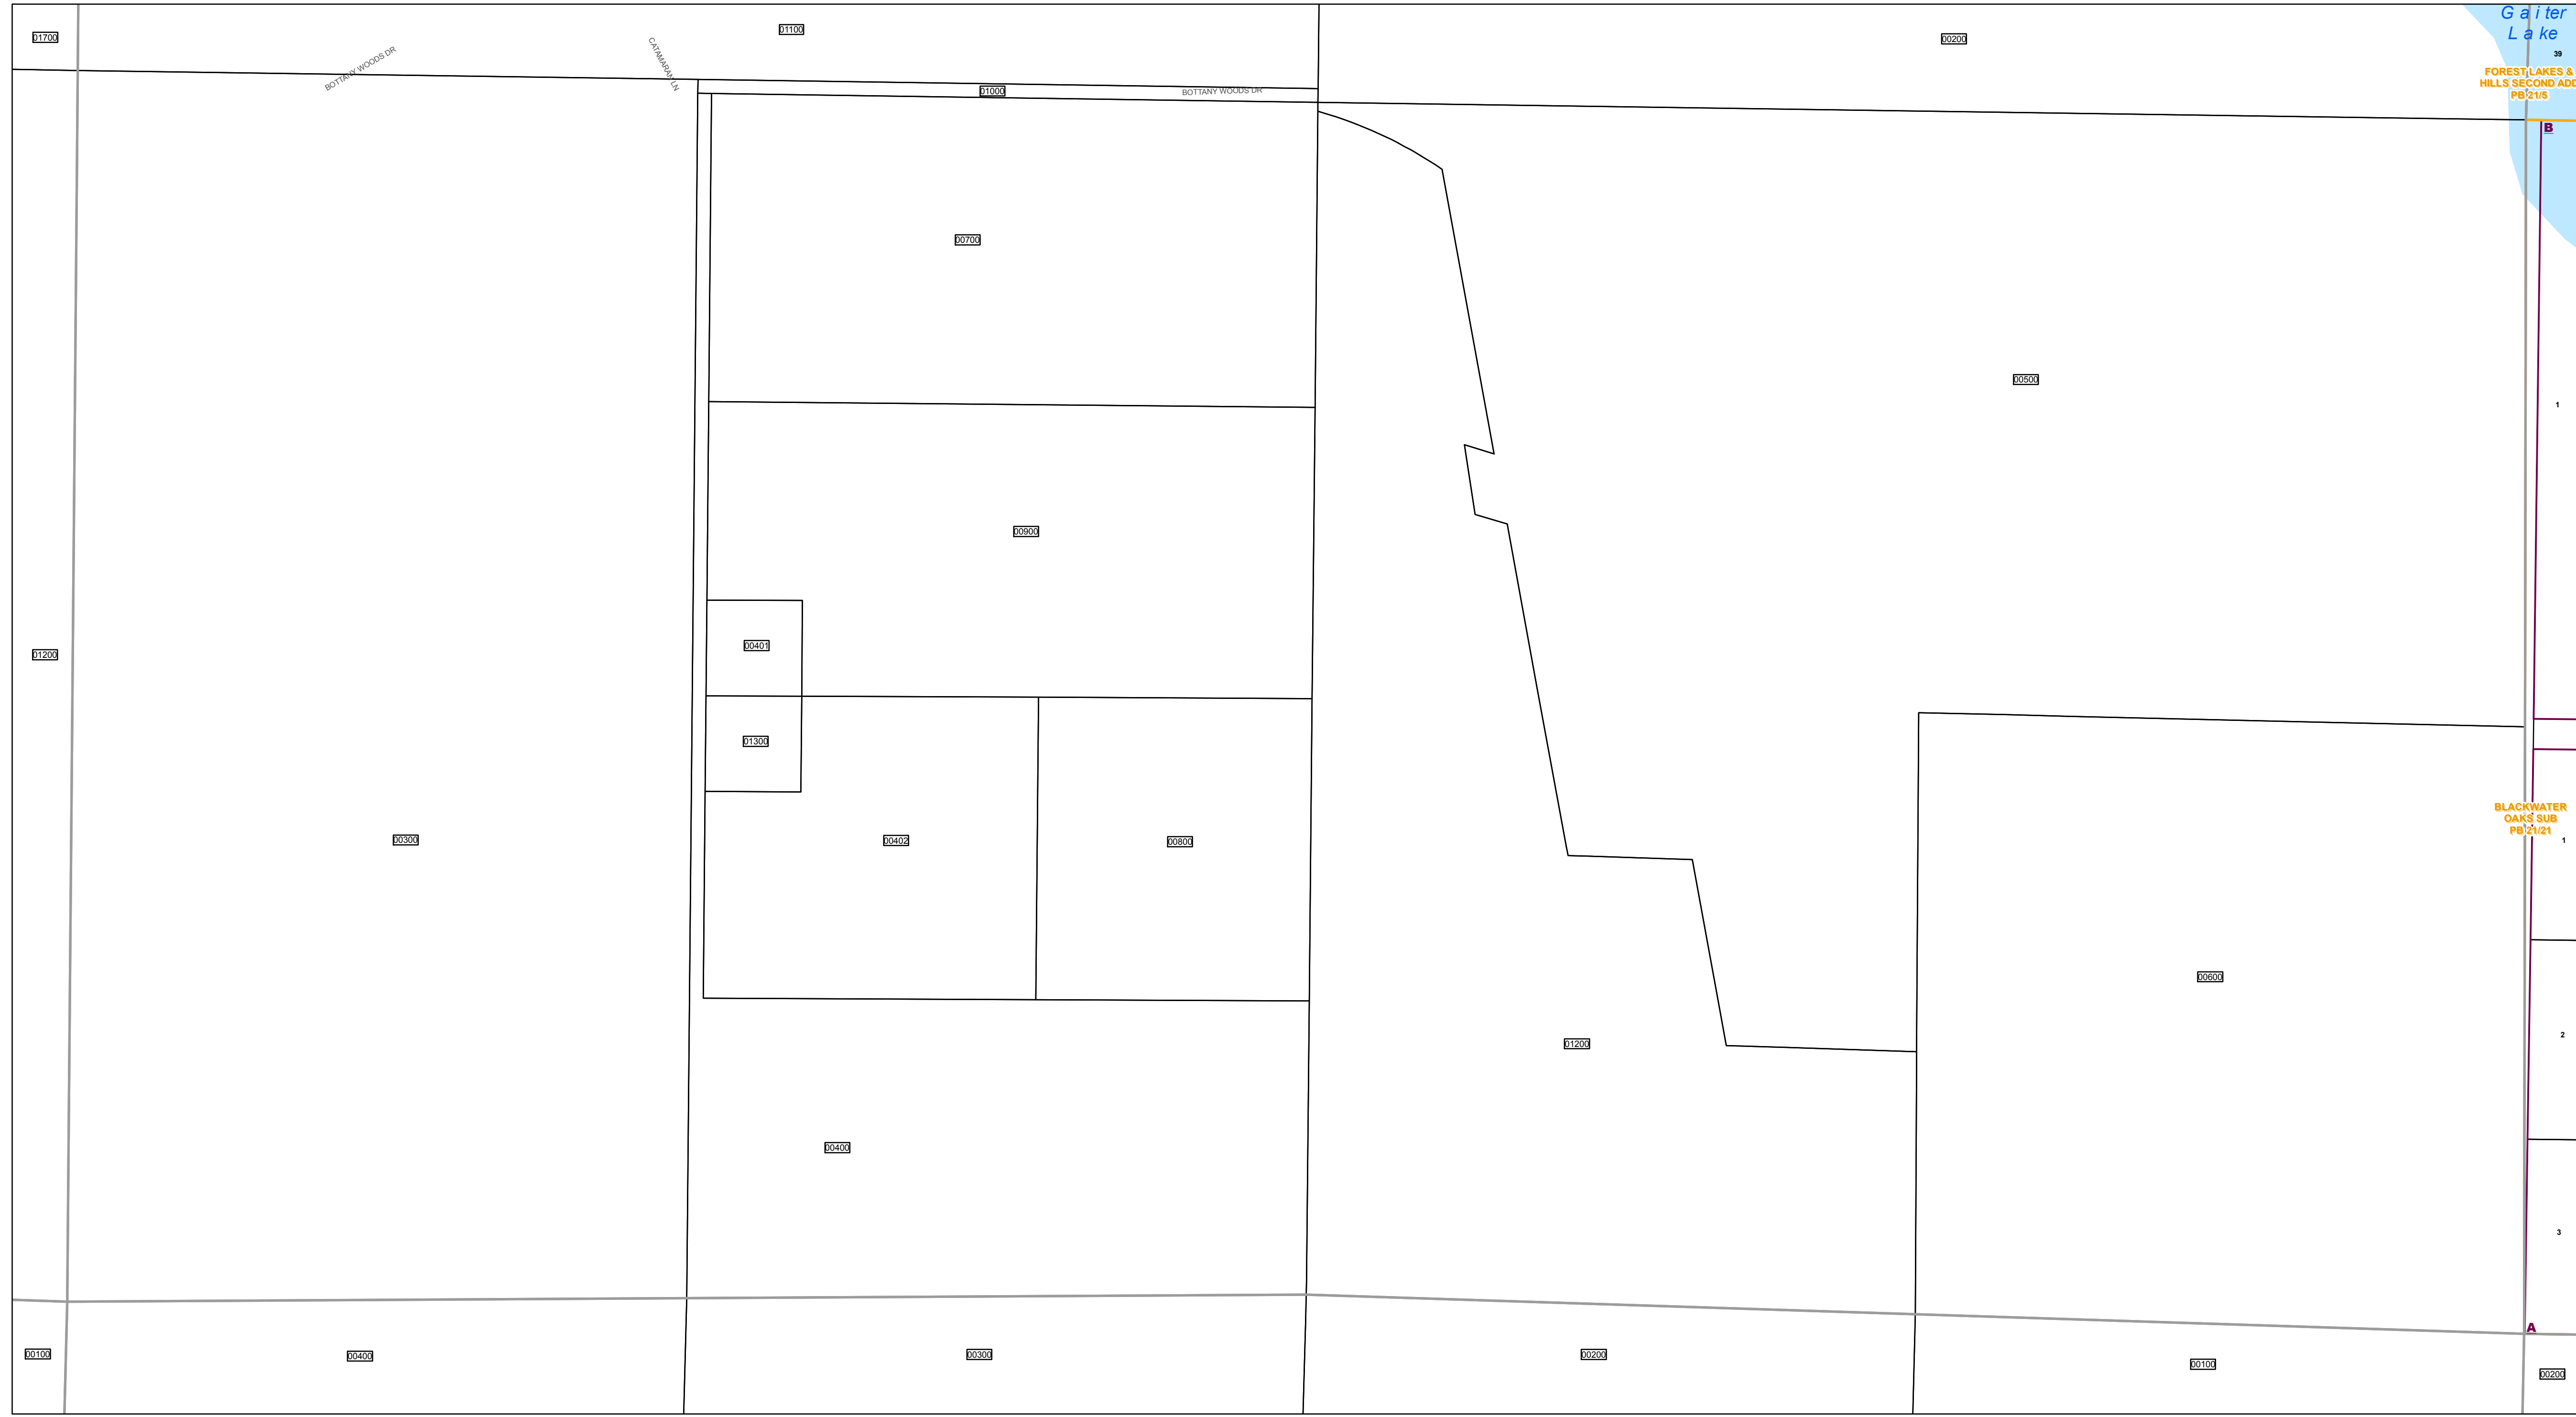 01700
01100
00200
Gaiter
Lake
39
FOREST LAKES &
HILLS SECOND ADD
PB 21/5
BOTTANY WOODS DR
CATAMARAN LN
01000
BOTTANY WOODS DR
B
00700
00500
1
00900
00401
01200
01300
BLACKWATER
OAKS SUB
PB 21/21
1
00300
00402
00800
00600
2
01200
00400
3
A
00100
00400
00300
00200
00100
00200